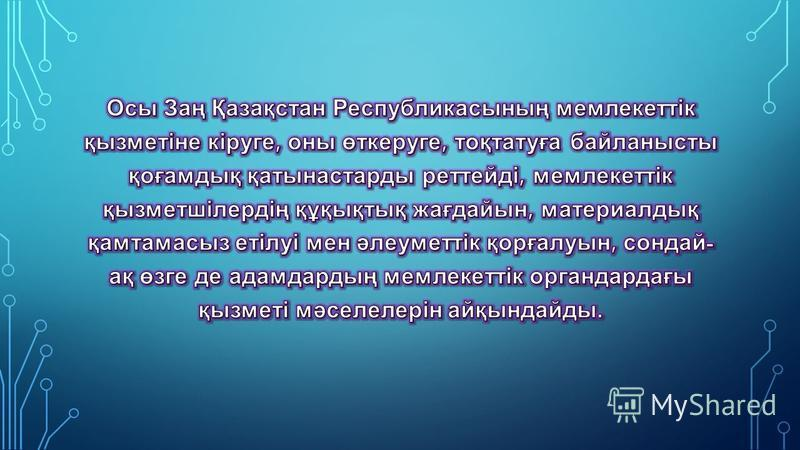 Осы Заң Қазақстан Республикасының мемлекеттік
қызметіне кіруге, оны өткеруге, тоқтатуға байланысты
қоғамдық қатынастарды реттейді, мемлекеттік
қызметшілердің құқықтық жағдайын, материалдық
қамтамасыз етілуі мен әлеуметтік қорғалуын, сондай-
ақ өзге де адамдардың мемлекеттік органдардағы
қызметі мәселелерін айқындайды.
MyShared